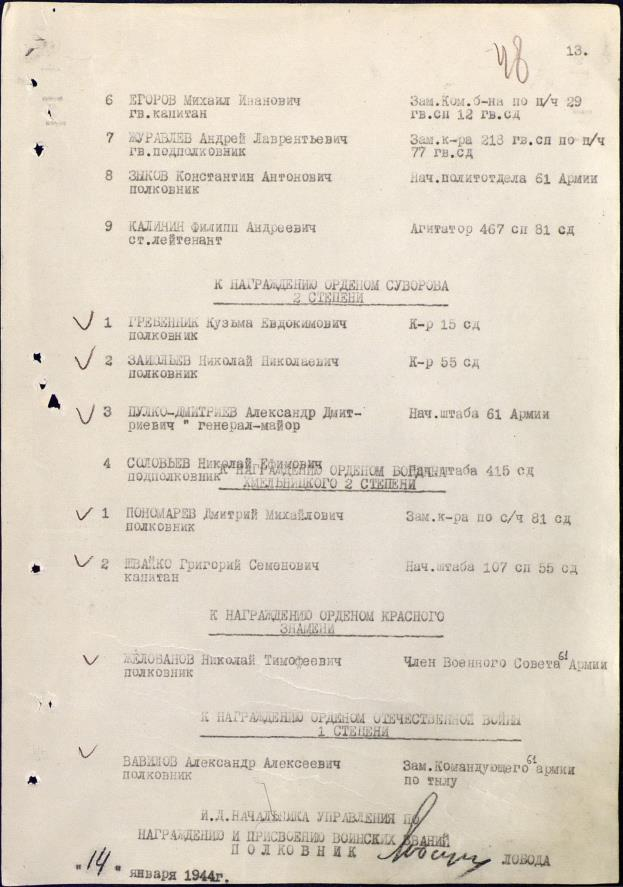 48 13.
6 ЕГОРОВ Михаил Иванович Зам.Ком.б-на по п/ч 29
гв.капитан гв.сп 12 гв.сд
7 ЖУРАВЛЕВ Андрей Лаврентьевич Зам.к-ра 218 гв.сп по п/ч
гв.подполковник 77 гв.сд
8 ЗЫКОВ Константин Антонович Нач.политотдела 61 Армии
полковник
9 КАЛИНИН Филипп Андреевич Агитатор 467 сп 81 сд
ст.лейтенант
К НАГРАЖДЕНИЮ ОРДЕНОМ СУВОРОВА
2 СТЕПЕНИ
1 ГРЕБЕННИК Кузьма Евдокимович К-р 15 сд
полковник
2 ЗАИЮЛЬЕВ Николай Николаевич К-р 55 сд
полковник
3 ПУЛКО-ДМИТРИЕВ Александр Дмит- Нач.штаба 61 Армии
риевич " генерал-майор
4 СОЛОВЬЕВ Николай Ефимович Нач.штаба 415 сд
подполковник
К НАГРАЖДЕНИЮ ОРДЕНОМ БОГДАНА
ХМЕЛЬНИЦКОГО 2 СТЕПЕНИ
1 ПОНОМАРЕВ Дмитрий Михайлович Зам.к-ра по с/ч 81 сд
полковник
2 ШВАЙКО Григорий Семенович Нач.штаба 107 сп 55 сд
капитан
К НАГРАЖДЕНИЮ ОРДЕНОМ КРАСНОГО
ЗНАМЕНИ
ЖЕЛОВАНОВ Николай Тимофеевич Член Военного Совета 61 Армии
полковник
К НАГРАЖДЕНИЮ ОРДЕНОМ ОТЕЧЕСТВЕННОЙ ВОЙНЫ
1 СТЕПЕНИ
ВАВИЛОВ Александр Алексеевич Зам.Командующего 61 армии
полковник по тылу
И.Д.НАЧАЛЬНИКА УПРАВЛЕНИЯ ПО
НАГРАЖДЕНИЮ И ПРИСВОЕНИЮ ВОИНСКИХ ЗВАНИЙ
ПОЛКОВНИК ЛОБОДА
"14" января 1944г.